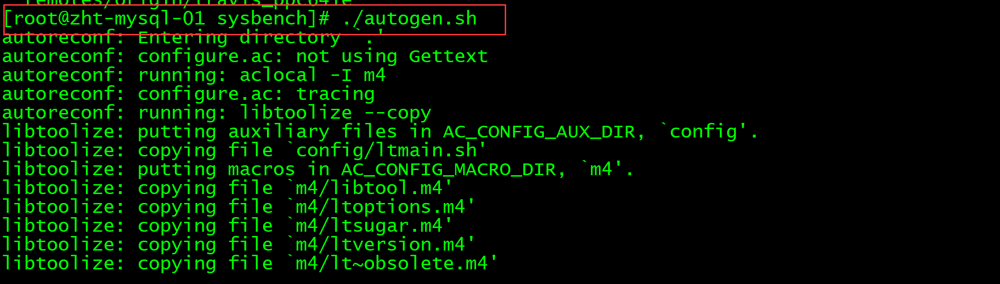 remotes/origin/travis_ppc64le
[root@zht-mysql-01 sysbench]# ./autogen.sh
autoreconf: Entering directory `.'
autoreconf: configure.ac: not using Gettext
autoreconf: running: aclocal -I m4
autoreconf: configure.ac: tracing
autoreconf: running: libtoolize --copy
libtoolize: putting auxiliary files in AC_CONFIG_AUX_DIR, `config'.
libtoolize: copying file `config/ltmain.sh'
libtoolize: putting macros in AC_CONFIG_MACRO_DIR, `m4'.
libtoolize: copying file `m4/libtool.m4'
libtoolize: copying file `m4/ltoptions.m4'
libtoolize: copying file `m4/ltsugar.m4'
libtoolize: copying file `m4/ltversion.m4'
libtoolize: copying file `m4/lt~obsolete.m4'